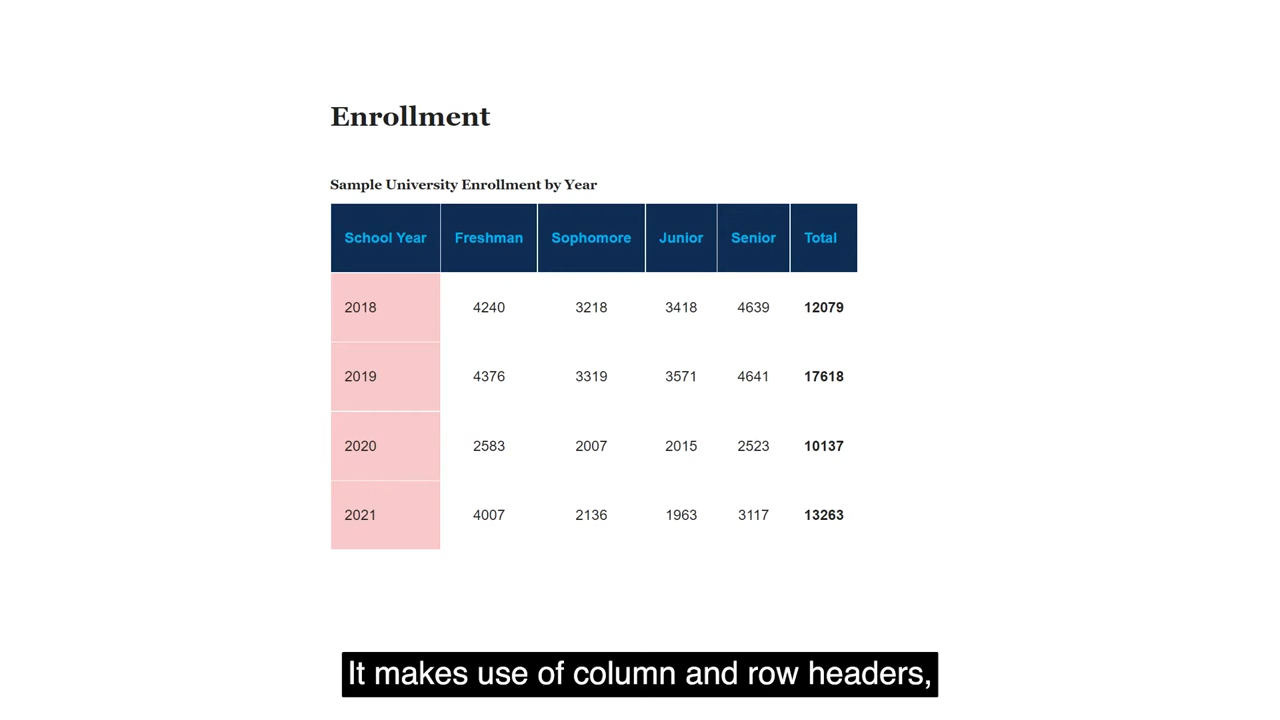 Enrollment
Sample University Enrollment by Year
School Year Freshman Sophomore Junior Senior Total
2018 4240 3218 3418 4639 12079
2019 4376 3319 3571 4641 17618
2020 2583 2007 2015 2523 10137
2021 4007 2136 1963 3117 13263
It makes use of column and row headers,